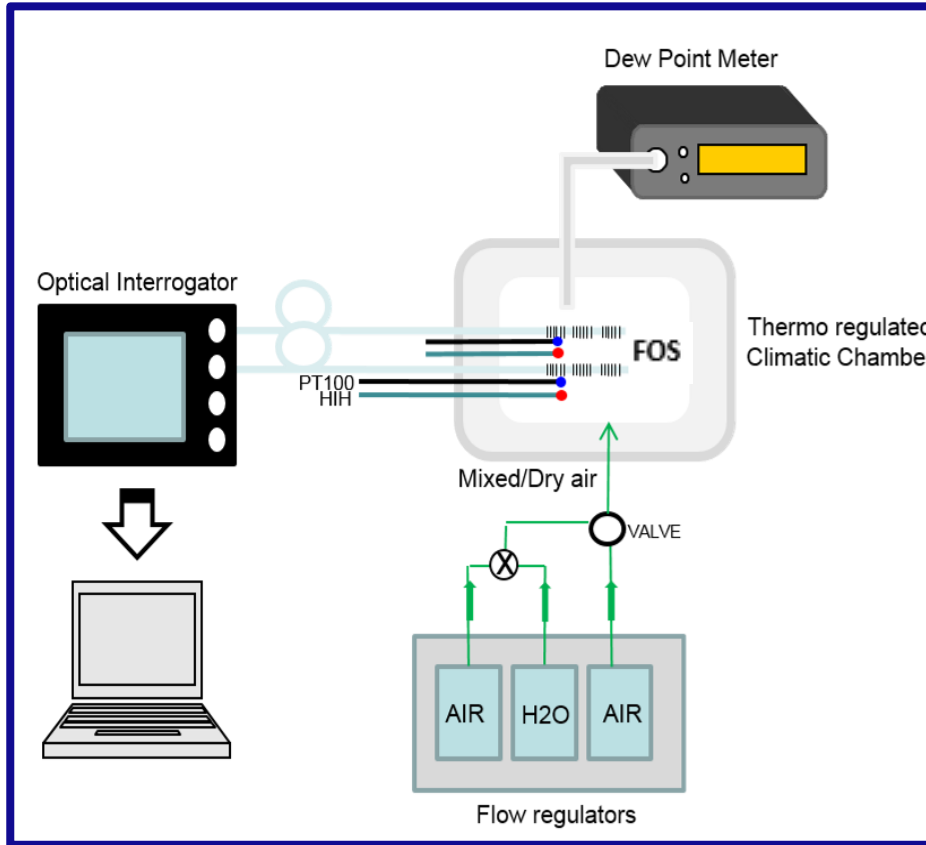 Dew Point Meter
Optical Interrogator
FOS
Thermo regulated
Climatic Chamber
PT100
HIH
Mixed/Dry air
VALVE
X
AIR
H2O
AIR
Flow regulators